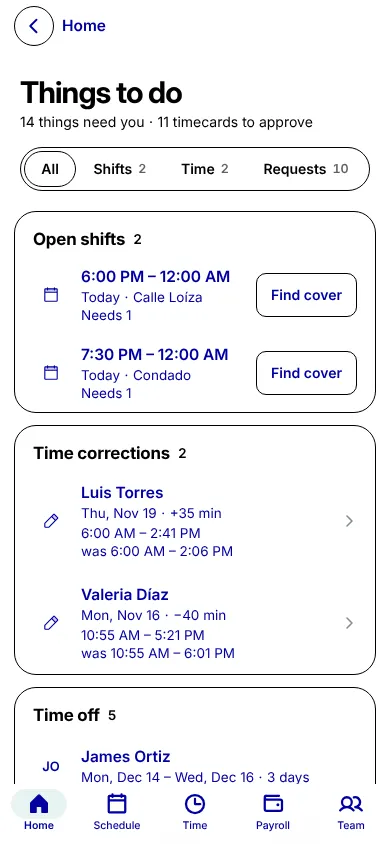 Home
Things to do
14 things need you · 11 timecards to approve
All Shifts 2 Time 2 Requests 10
Open shifts 2
6:00 PM – 12:00 AM
Today · Calle Loíza
Needs 1
Find cover
7:30 PM – 12:00 AM
Today · Condado
Needs 1
Find cover
Time corrections 2
Luis Torres
Thu, Nov 19 · +35 min
6:00 AM – 2:41 PM
was 6:00 AM – 2:06 PM
Valeria Díaz
Mon, Nov 16 · −40 min
10:55 AM – 5:21 PM
was 10:55 AM – 6:01 PM
Time off 5
JO
James Ortiz
Mon, Dec 14 – Wed, Dec 16 · 3 days
Home Schedule Time Payroll Team